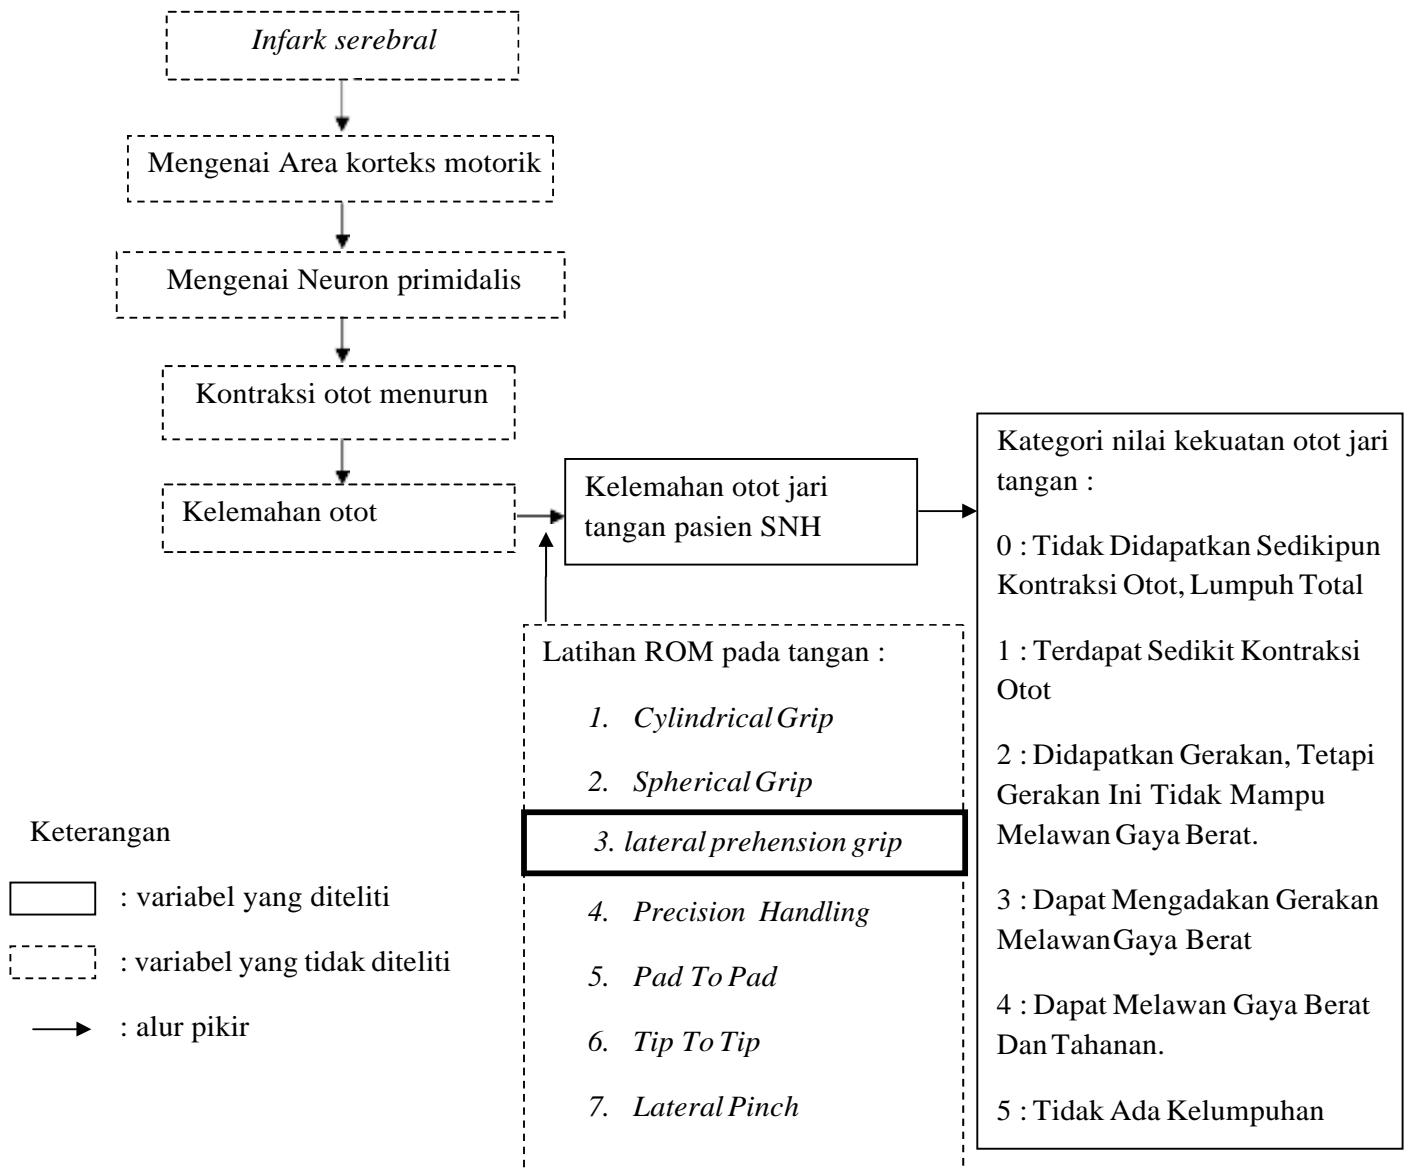 Infark serebral
Mengenai Area korteks motorik
Mengenai Neuron primidalis
Kontraksi otot menurun
Kelemahan otot
Kelemahan otot jari
tangan pasien SNH
Kategori nilai kekuatan otot jari
tangan :
0 : Tidak Didapatkan Sedikipun
Kontraksi Otot, Lumpuh Total
1 : Terdapat Sedikit Kontraksi
Otot
2 : Didapatkan Gerakan, Tetapi
Gerakan Ini Tidak Mampu
Melawan Gaya Berat.
3 : Dapat Mengadakan Gerakan
Melawan Gaya Berat
4 : Dapat Melawan Gaya Berat
Dan Tahanan.
5 : Tidak Ada Kelumpuhan
Latihan ROM pada tangan :
1. Cylindrical Grip
2. Spherical Grip
3. lateral prehension grip
4. Precision Handling
5. Pad To Pad
6. Tip To Tip
7. Lateral Pinch
Keterangan
: variabel yang diteliti
: variabel yang tidak diteliti
: alur pikir